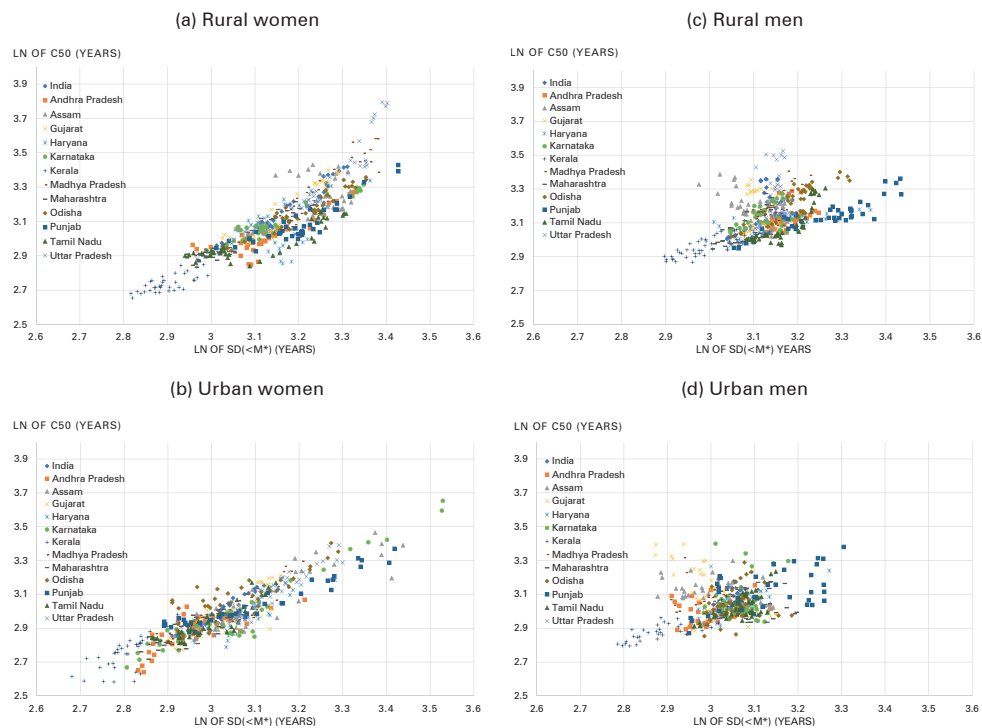 (a) Rural women
LN OF C50 (YEARS)
3.9
3.7
3.5
3.3
3.1
2.9
2.7
2.5
India
Andhra Pradesh
Assam
Gujarat
Haryana
Karnataka
Kerala
Madhya Pradesh
Maharashtra
Odisha
Punjab
Tamil Nadu
Uttar Pradesh
2.6 2.7 2.8 2.9 3 3.1 3.2 3.3 3.4 3.5 3.6
LN OF SD(<M*) (YEARS)
(c) Rural men
LN OF C50 (YEARS)
3.9
3.7
3.5
3.3
3.1
2.9
2.7
2.5
India
Andhra Pradesh
Assam
Gujarat
Haryana
Karnataka
Kerala
Madhya Pradesh
Maharashtra
Odisha
Punjab
Tamil Nadu
Uttar Pradesh
2.6 2.7 2.8 2.9 3 3.1 3.2 3.3 3.4 3.5 3.6
LN OF SD(<M*) YEARS
(b) Urban women
LN OF C50 (YEARS)
3.9
3.7
3.5
3.3
3.1
2.9
2.7
2.5
India
Andhra Pradesh
Assam
Gujarat
Haryana
Karnataka
Kerala
Madhya Pradesh
Maharashtra
Odisha
Punjab
Tamil Nadu
Uttar Pradesh
2.6 2.7 2.8 2.9 3 3.1 3.2 3.3 3.4 3.5 3.6
LN OF SD(<M*) (YEARS)
(d) Urban men
LN OF C50 (YEARS)
3.9
3.7
3.5
3.3
3.1
2.9
2.7
2.5
India
Andhra Pradesh
Assam
Gujarat
Haryana
Karnataka
Kerala
Madhya Pradesh
Maharashtra
Odisha
Punjab
Tamil Nadu
Uttar Pradesh
2.6 2.7 2.8 2.9 3 3.1 3.2 3.3 3.4 3.5 3.6
LN OF SD(<M*) (YEARS)